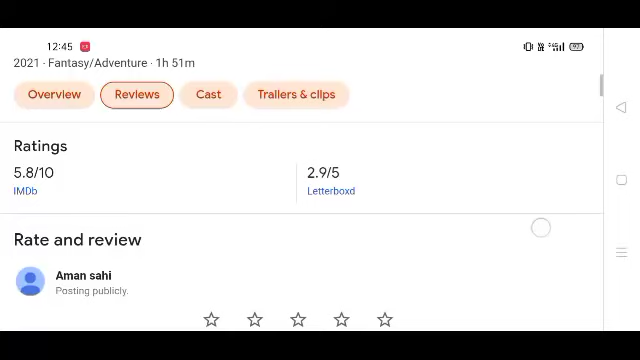 12:45
2021 · Fantasy/Adventure · 1h 51m
Overview
Reviews
Cast
Trailers & clips
Ratings
5.8/10
2.9/5
IMDb
Letterboxd
Rate and review
Aman sahi
Posting publicly.